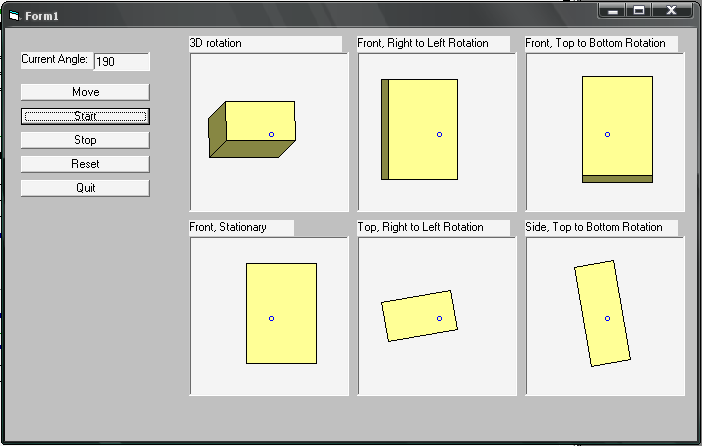 Form1
Current Angle: 190
Move
Start
Stop
Reset
Quit
3D rotation
Front, Right to Left Rotation
Front, Top to Bottom Rotation
Front, Stationary
Top, Right to Left Rotation
Side, Top to Bottom Rotation